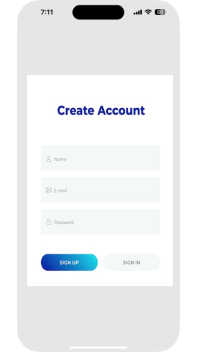 7:11
Create Account
Name
E-mail
Password
SIGN UP
SIGN IN